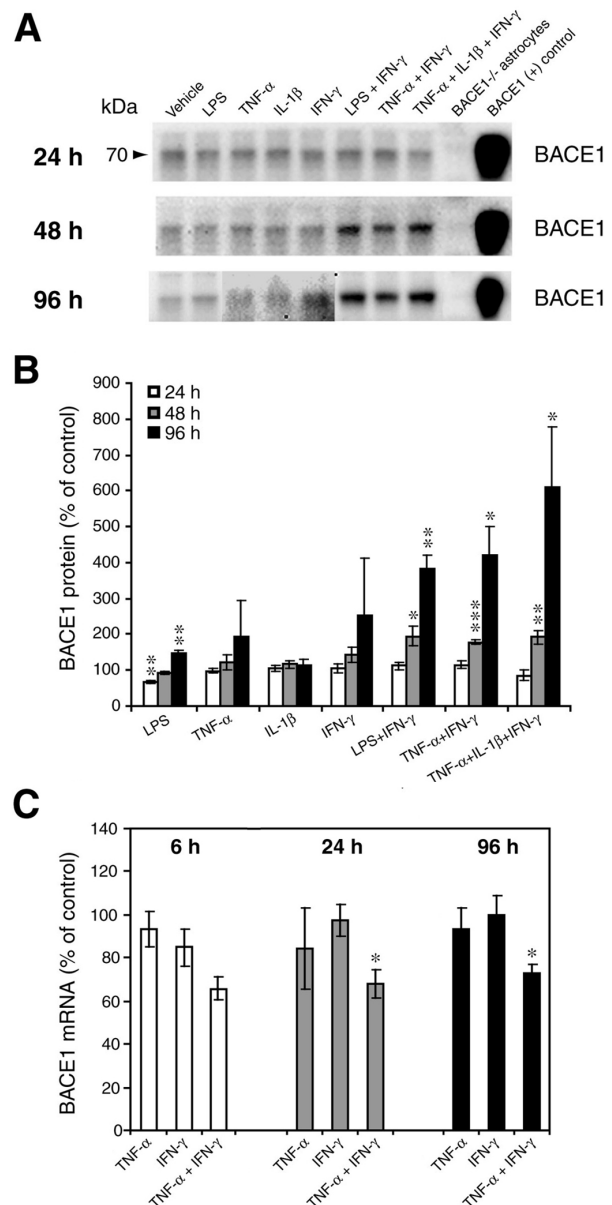 A
kDa
Vehicle
LPS
TNF-α
IL-1β
IFN-γ
LPS + IFN-γ
TNF-α + IFN-γ
TNF-α + IL-1β + IFN-γ
BACE1-/- astrocytes
BACE1 (+) control
24 h 70 BACE1
48 h BACE1
96 h BACE1
B
BACE1 protein (% of control)
900
800
700
600
500
400
300
200
100
0
24 h
48 h
96 h
**
**
*
**
***
*
**
*
LPS
TNF-α
IL-1β
IFN-γ
LPS+IFN-γ
TNF-α+IFN-γ
TNF-α+IL-1β+IFN-γ
C
BACE1 mRNA (% of control)
140
120
100
80
60
40
20
0
6 h
24 h
96 h
*
*
TNF-α
IFN-γ
TNF-α + IFN-γ
TNF-α
IFN-γ
TNF-α + IFN-γ
TNF-α
IFN-γ
TNF-α + IFN-γ